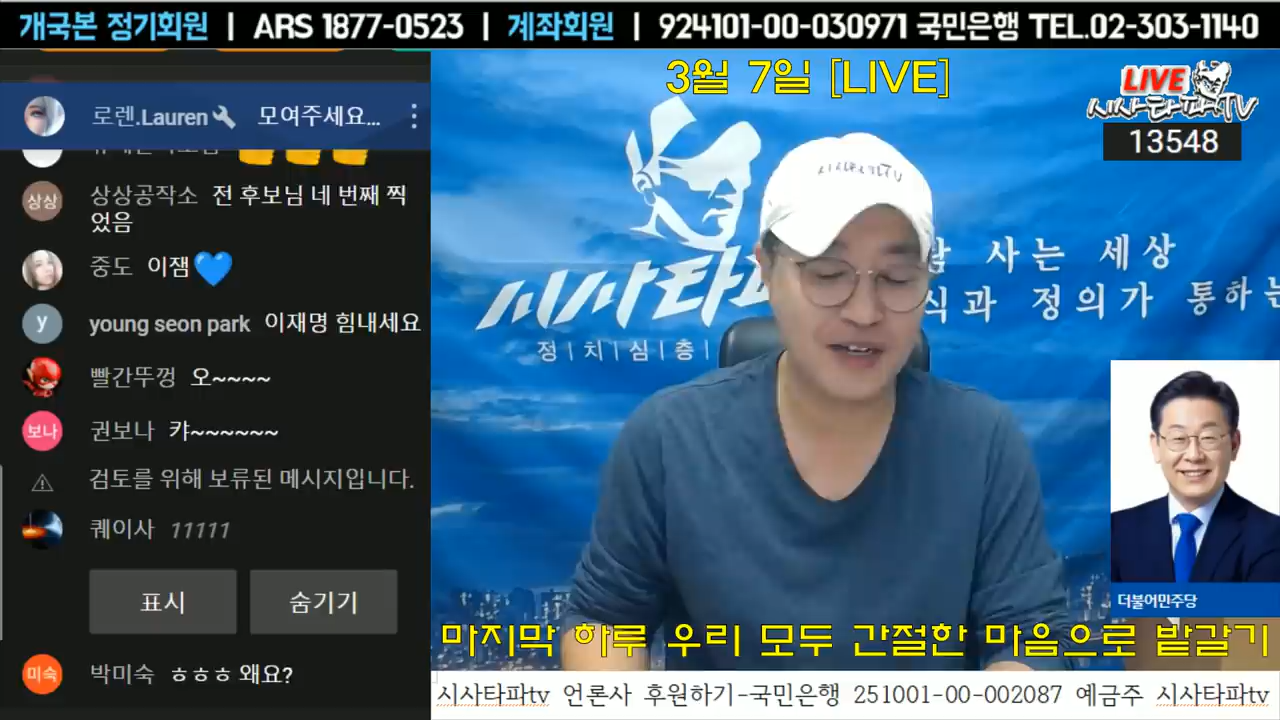 개국본 정기회원 | ARS 1877-0523 | 계좌회원 | 924101-00-030971 국민은행 TEL.02-303-1140
3월 7일 [LIVE]
LIVE
시사타파TV
13548
로렌.Lauren 모여주세요...
상상 상상공작소 전 후보님 네 번째 찍
었음
중도 이잼
y young seon park 이재명 힘내세요
빨간뚜껑 오~~~~
보나 권보나 캬~~~~~~
검토를 위해 보류된 메시지입니다.
퀘이사 11111
표시 숨기기
미숙 박미숙 ㅎㅎㅎ 왜요?
시사타파
정|치|심|층|
사는 세상
식과 정의가 통하는
더불어민주당
마지막 하루 우리 모두 간절한 마음으로 밭갈기
시사타파tv 언론사 후원하기-국민은행 251001-00-002087 예금주 시사타파tv